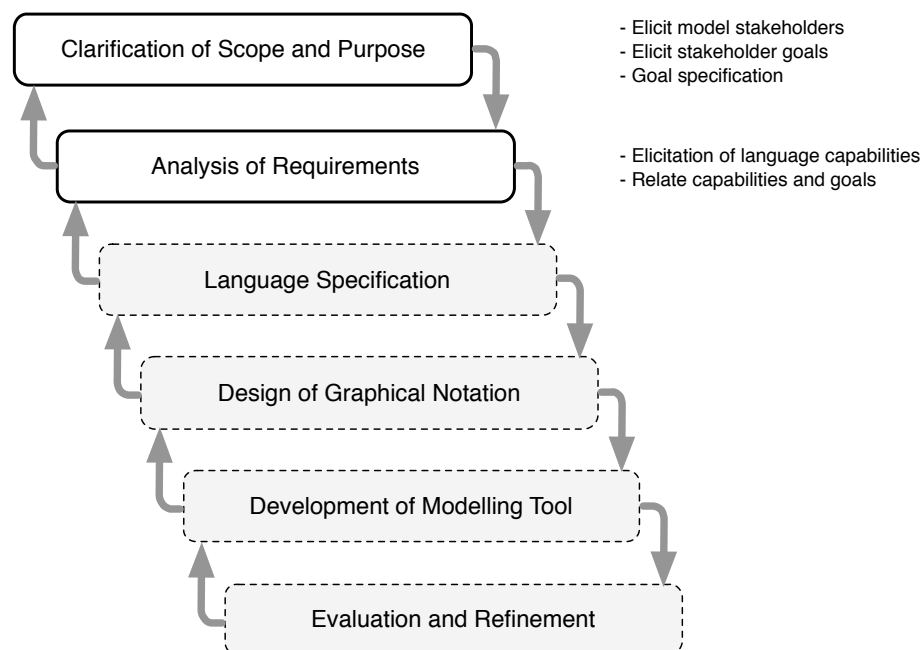 Clarification of Scope and Purpose
- Elicit model stakeholders
- Elicit stakeholder goals
- Goal specification
Analysis of Requirements
- Elicitation of language capabilities
- Relate capabilities and goals
Language Specification
Design of Graphical Notation
Development of Modelling Tool
Evaluation and Refinement